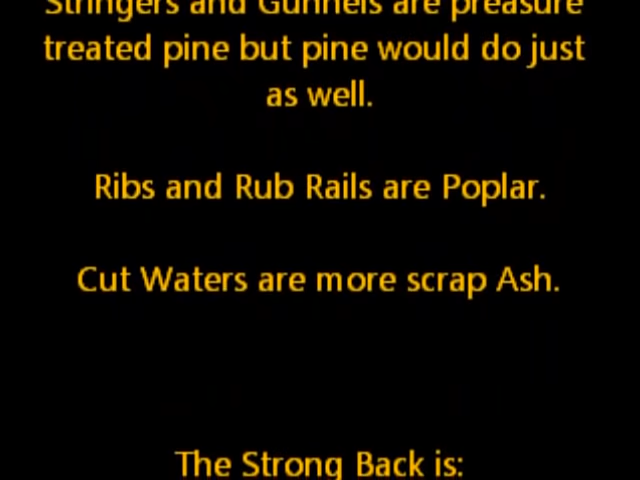 Stringers and Gunnels are preasure
treated pine but pine would do just
as well.
Ribs and Rub Rails are Poplar.
Cut Waters are more scrap Ash.
The Strong Back is: